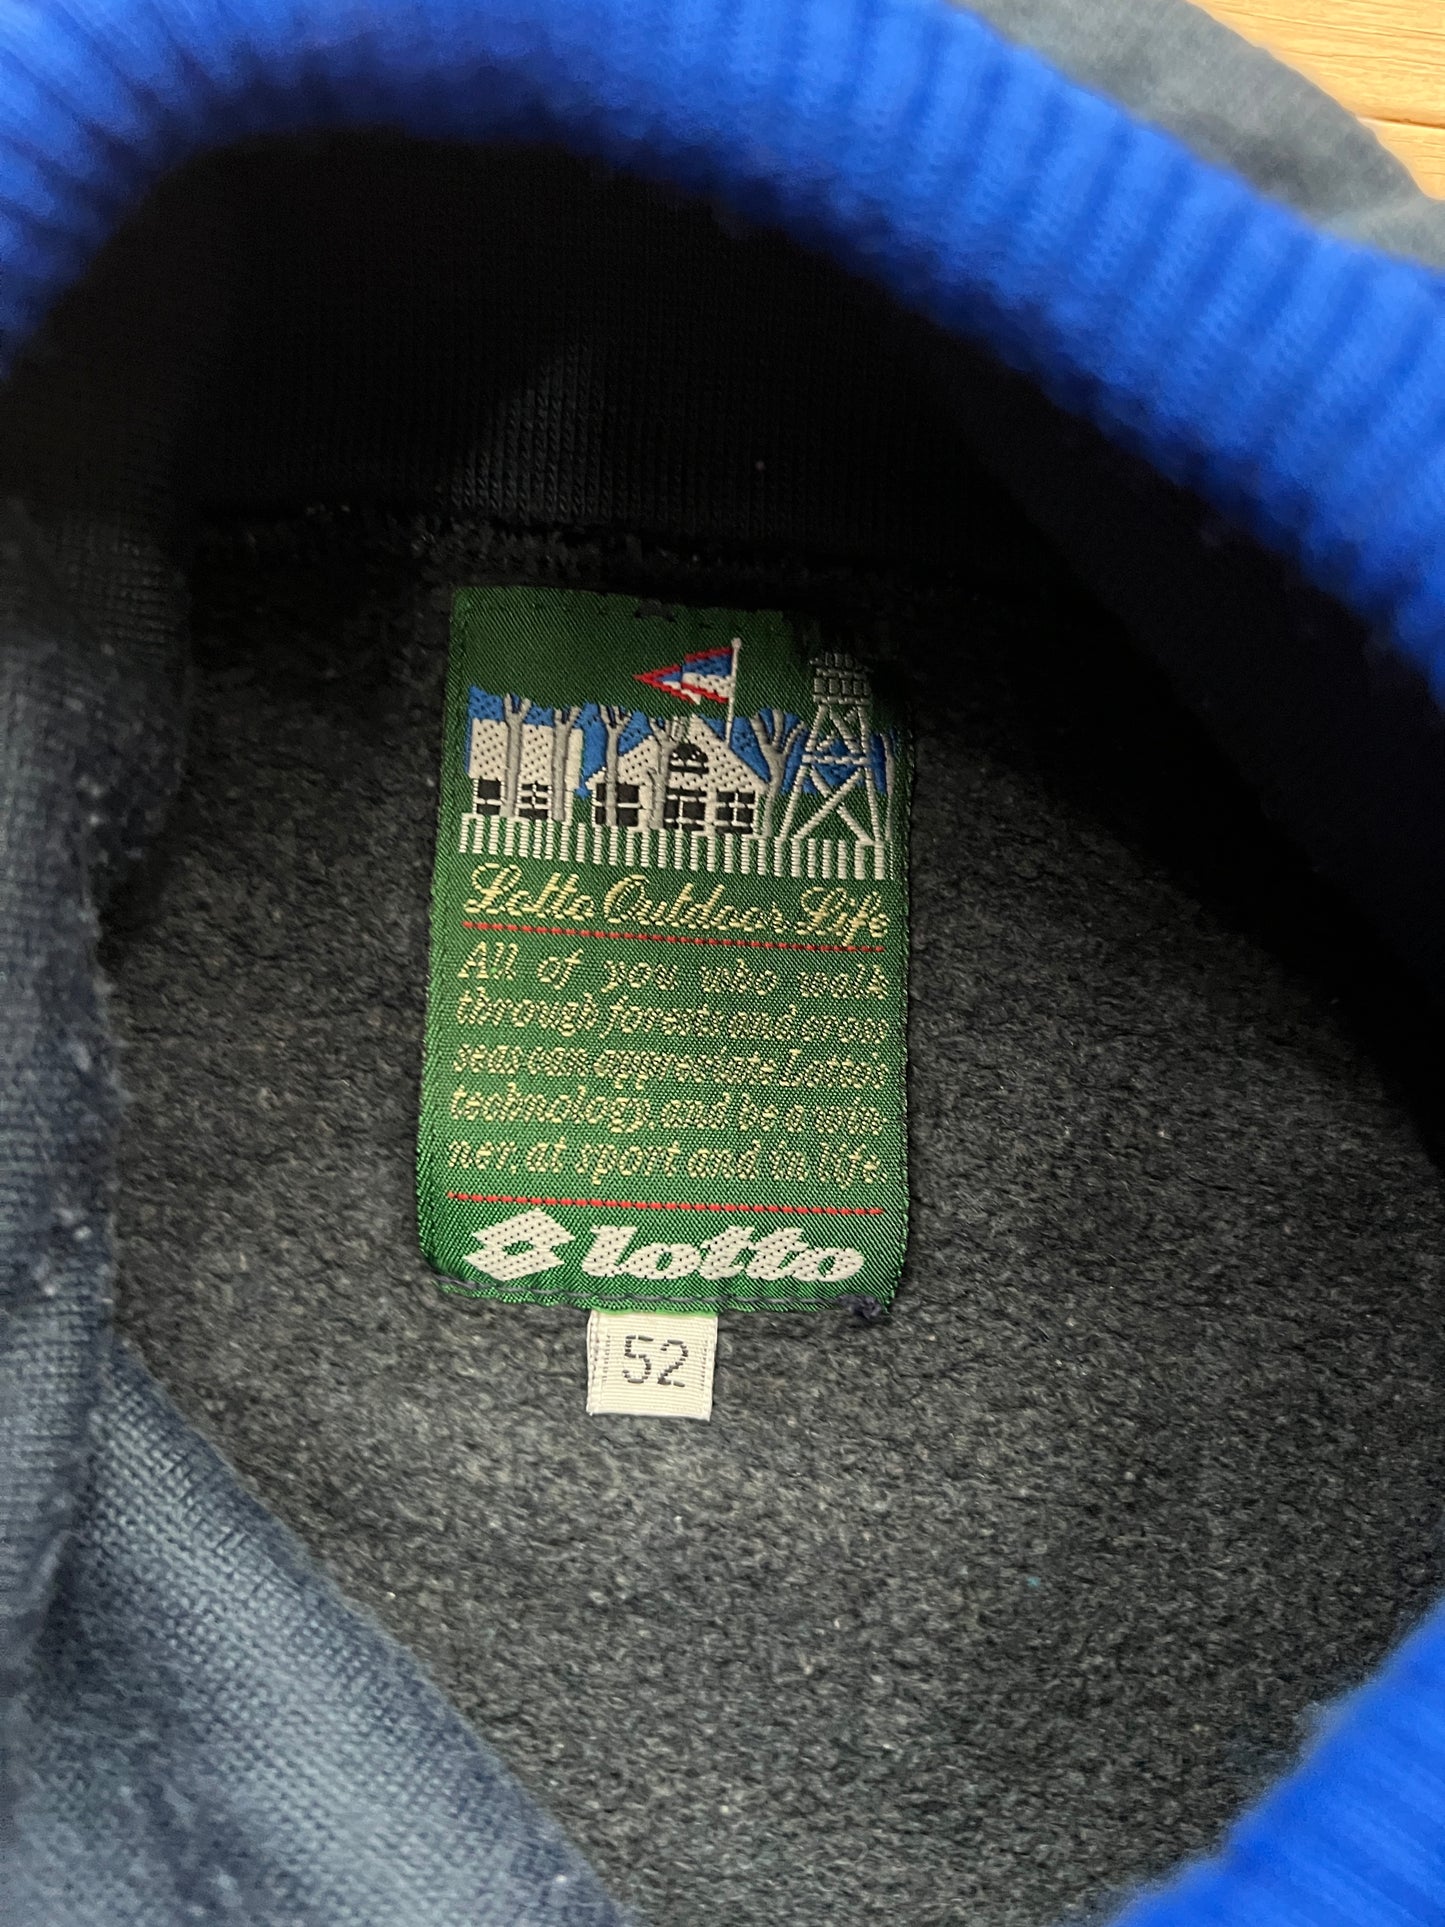 Lotto Outdoor Life
All of you who walk
through forests and snow
seas can appreciate Lotto's
technology, and be a win
ner, at sport and in life
lotto
52